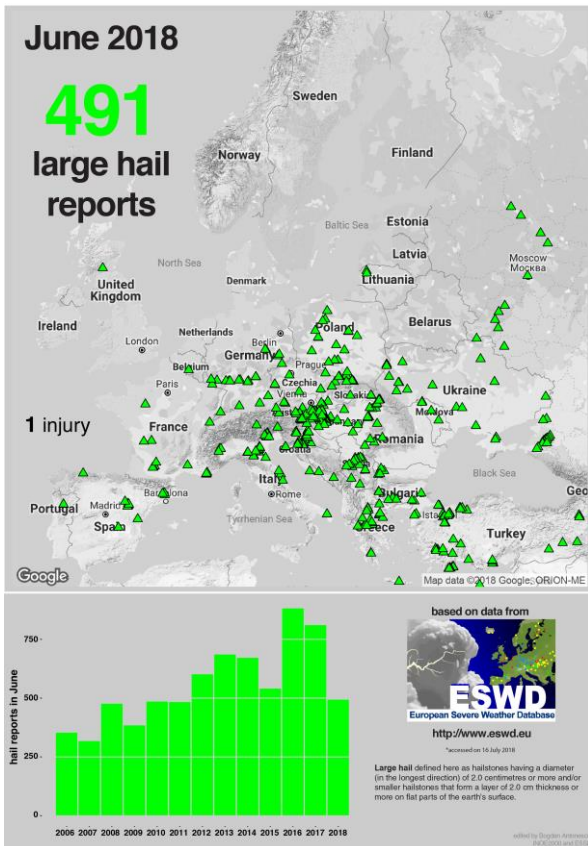 June 2018
491
large hail
reports
1 injury
Sweden
Norway
Finland
Baltic Sea
Estonia
Latvia
Lithuania
Moscow
Москва
North Sea
Denmark
United
Kingdom
Ireland
London
Netherlands
Berlin
Poland
Belarus
Germany
Belgium
Prague
Paris
Czechia
Vienna
Slovaki
Ukraine
Moldova
France
Croatia
Romania
Italy
Rome
Black Sea
Bulgari
Barcelona
Portugal
Madrid
Spain
Tyrrhenian Sea
Greece
Ista
Turkey
Geo
Google
Map data ©2018 Google, ORION-ME
hail reports in June
750
500
250
0
2006 2007 2008 2009 2010 2011 2012 2013 2014 2015 2016 2017 2018
based on data from
ESWD
European Severe Weather Database
http://www.eswd.eu
*accessed on 16 July 2018
Large hail defined here as hailstones having a diameter
(in the longest direction) of 2.0 centimetres or more and/or
smaller hailstones that form a layer of 2.0 cm thickness or
more on flat parts of the earth's surface.
edited by Bogdan